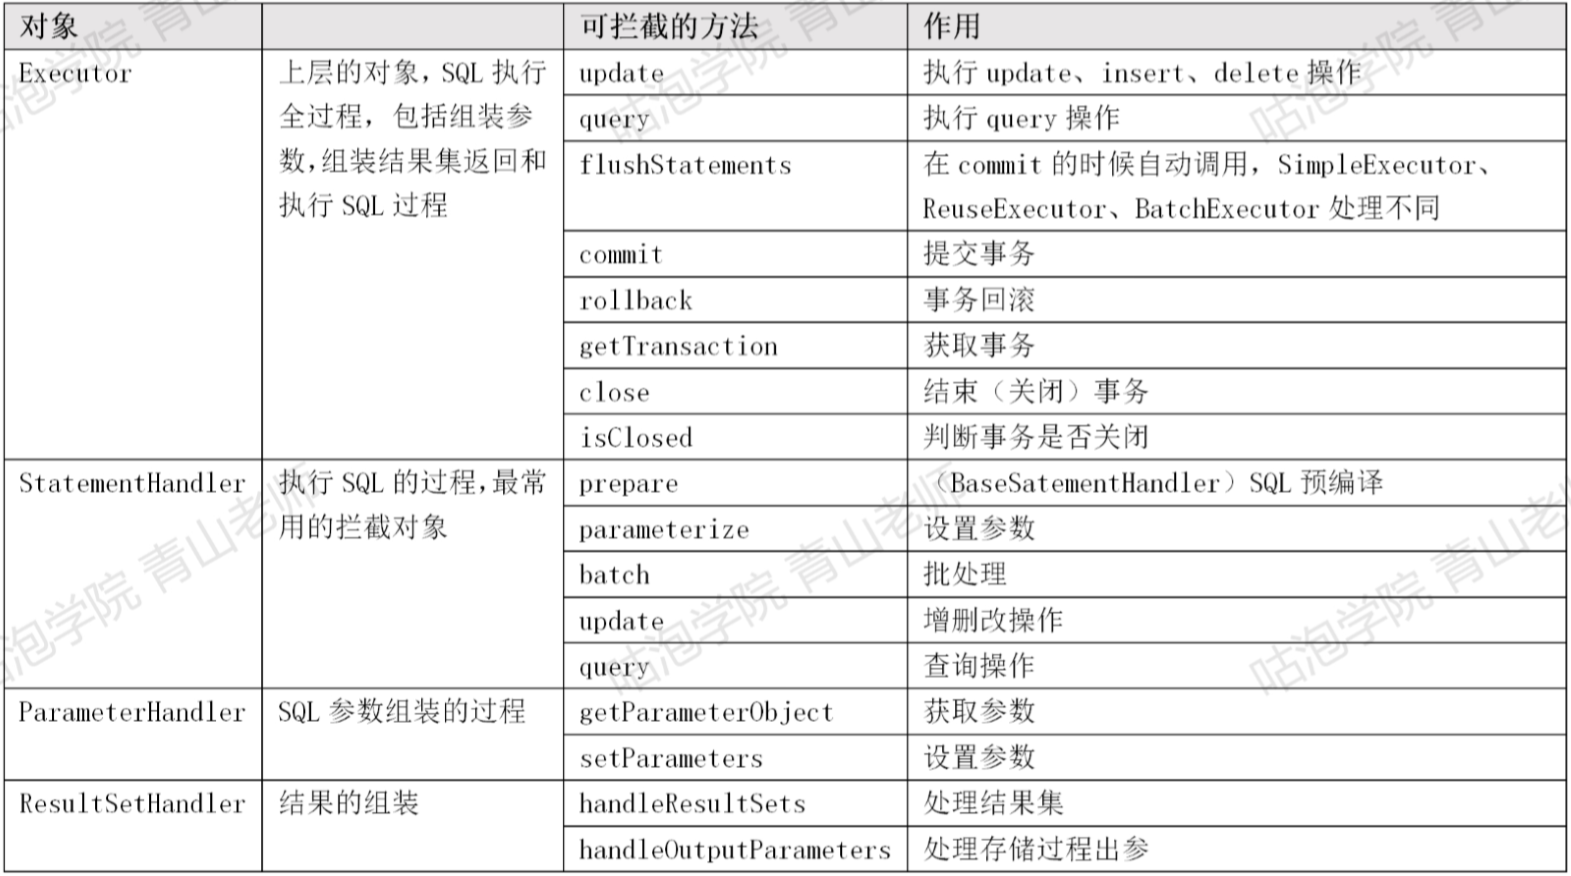 对象 可拦截的方法 作用
Executor 上层的对象，SQL 执行 update 执行 update、insert、delete 操作
全过程，包括组装参 query 执行 query 操作
数，组装结果集返回和 flushStatements 在 commit 的时候自动调用，SimpleExecutor、
执行 SQL 过程 ReuseExecutor、BatchExecutor 处理不同
commit 提交事务
rollback 事务回滚
getTransaction 获取事务
close 结束（关闭）事务
isClosed 判断事务是否关闭
StatementHandler 执行 SQL 的过程，最常 prepare （BaseSatementHandler）SQL 预编译
用的拦截对象 parameterize 设置参数
batch 批处理
update 增删改操作
query 查询操作
ParameterHandler SQL 参数组装的过程 getParameterObject 获取参数
setParameters 设置参数
ResultSetHandler 结果的组装 handleResultSets 处理结果集
handleOutputParameters 处理存储过程出参
咕泡学院 青山老师